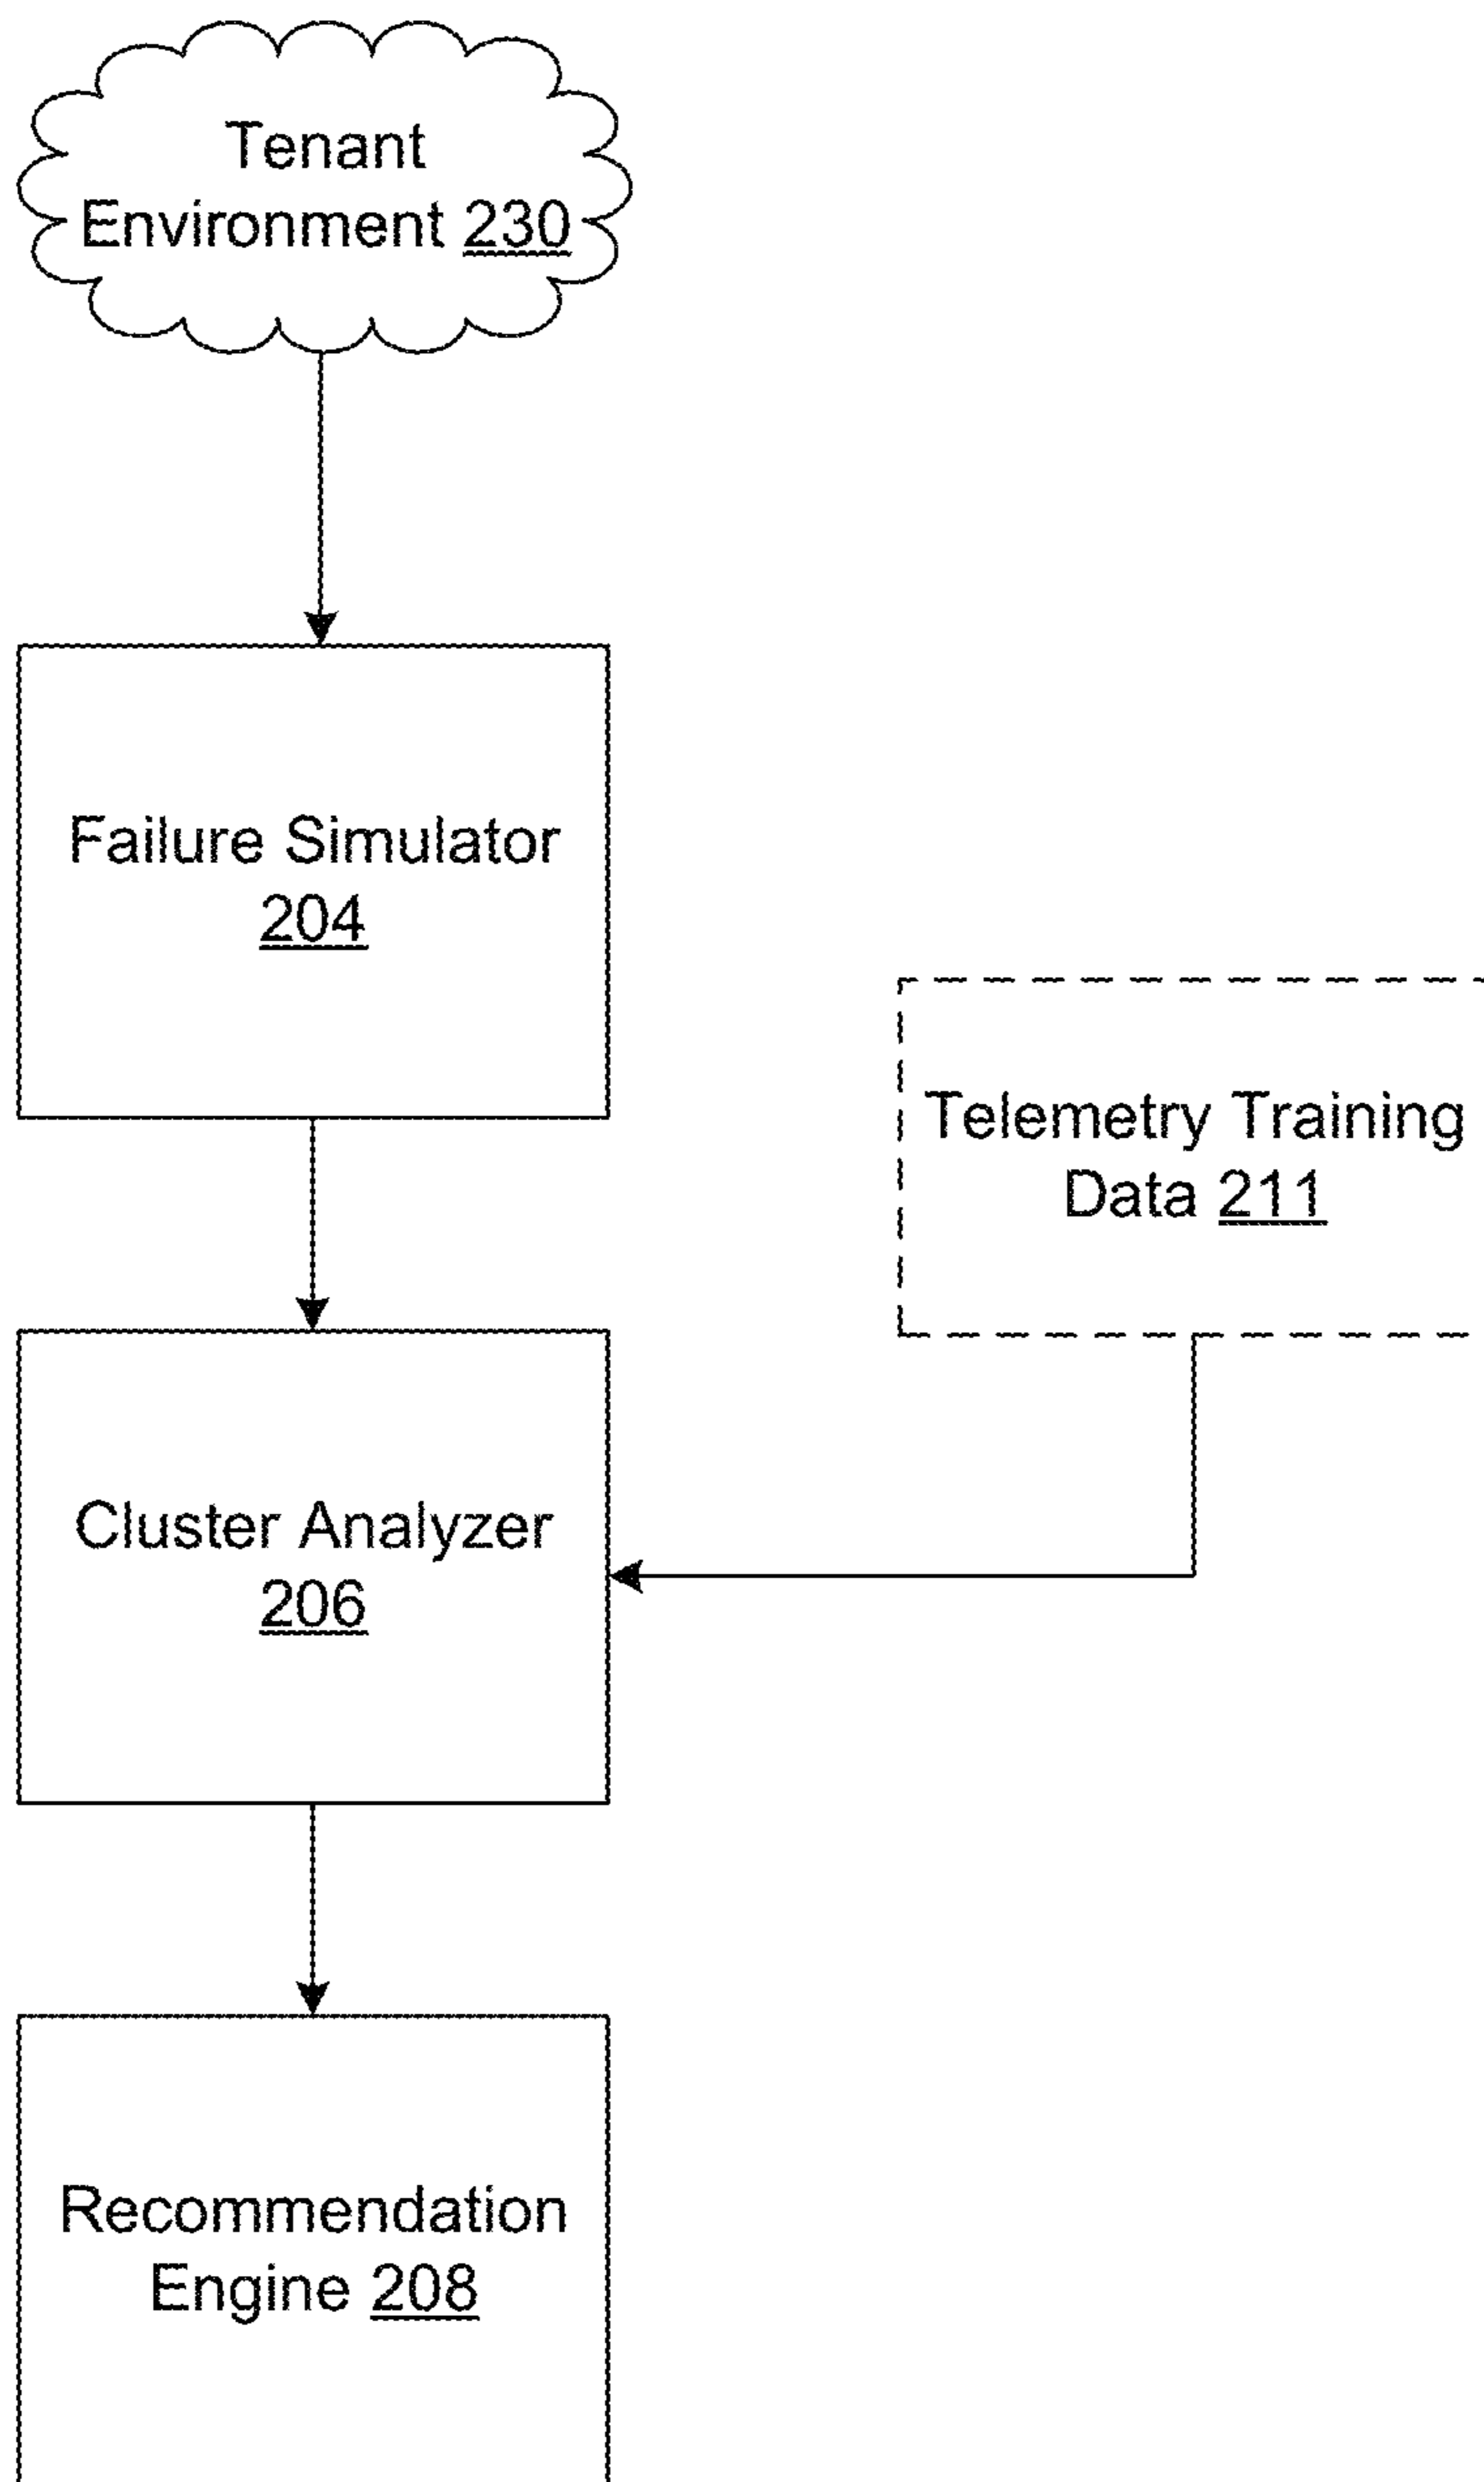 Tenant
Environment 230
Failure Simulator
204
Telemetry Training
Data 211
Cluster Analyzer
206
Recommendation
Engine 208